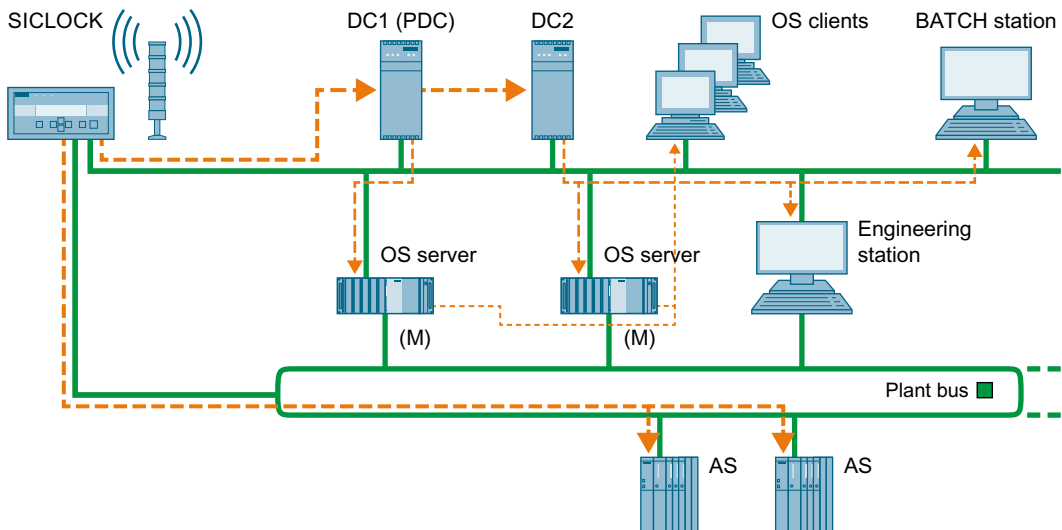 SICLOCK
DC1 (PDC)
DC2
OS clients
BATCH station
OS server
OS server
Engineering
station
(M)
(M)
Plant bus
AS
AS